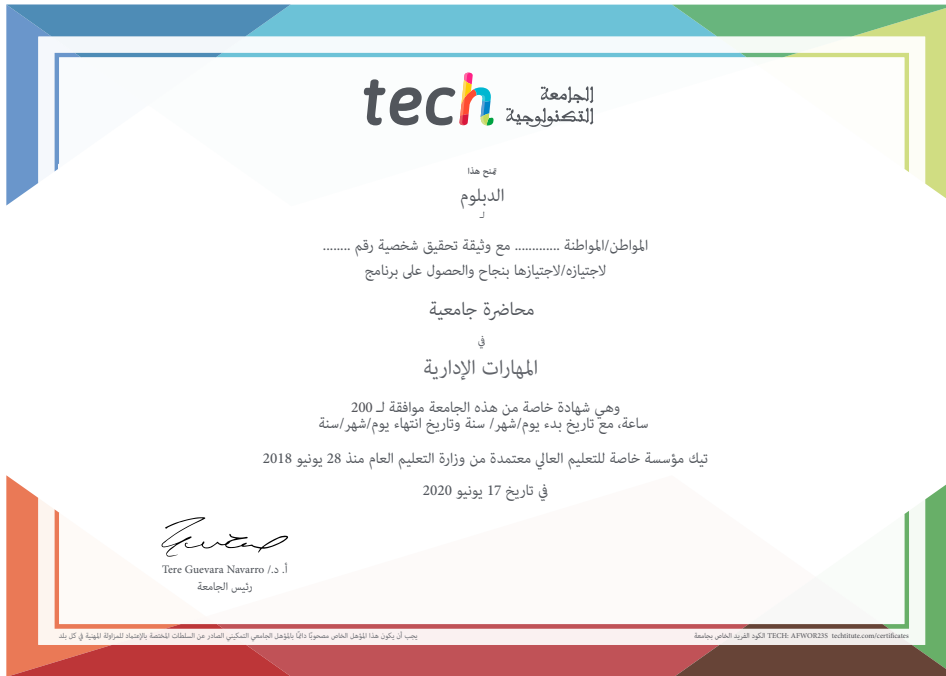 tech الجامعة
التكنولوجية
يمنح هذا
الدبلوم
لـ
المواطن/المواطنة ............ مع وثيقة تحقيق شخصية رقم ........
لاجتيازه/لاجتيازها بنجاح والحصول على برنامج
محاضرة جامعية
في
المهارات الإدارية
وهي شهادة خاصة من هذه الجامعة موافقة لـ 200
ساعة، مع تاريخ بدء يوم/شهر/ سنة وتاريخ انتهاء يوم/شهر/سنة
تيك مؤسسة خاصة للتعليم العالي معتمدة من وزارة التعليم العام منذ 28 يونيو 2018
في تاريخ 17 يونيو 2020
أ. د./ Tere Guevara Navarro
رئيس الجامعة
يجب أن يكون هذا المؤهل الخاص مصحوبًا دائمًا بالمؤهل الجامعي التمكيني الصادر عن السلطات المختصة بالإعتماد للمزاولة المهنية في كل بلد
الكود الفريد الخاص بجامعة TECH: AFWOR23S techtitute.com/certificates